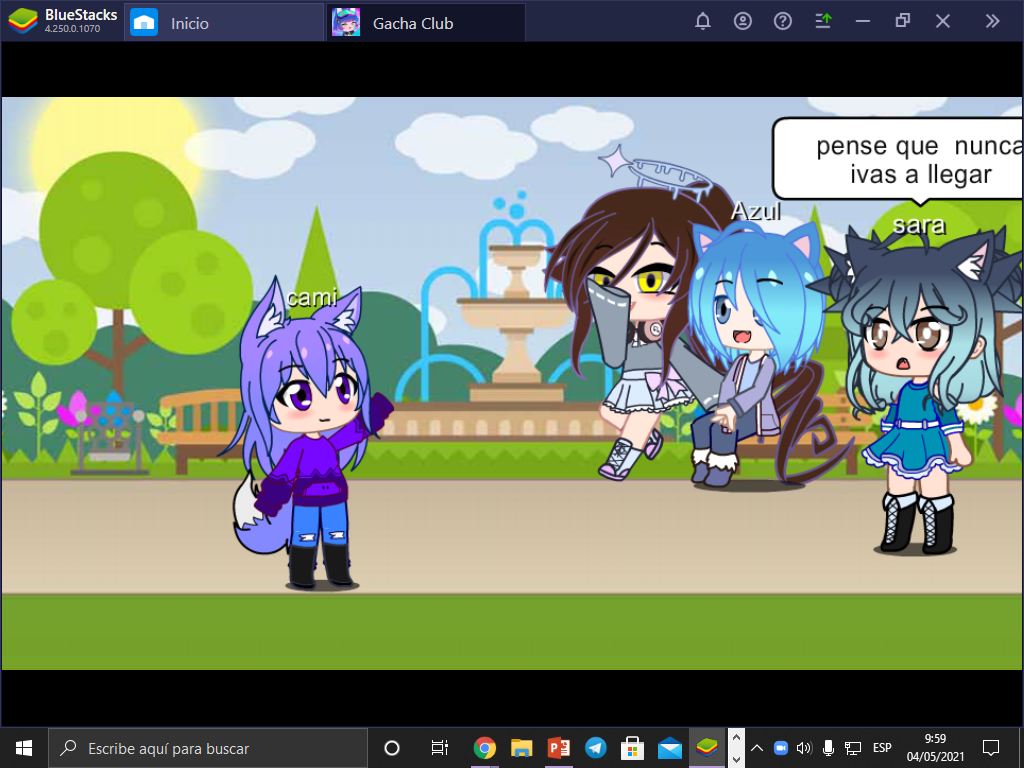 BlueStacks
4.250.0.1070
Inicio
Gacha Club
pense que nunca
ivas a llegar
Azul
sara
cami
Escribe aquí para buscar
ESP
9:59
04/05/2021